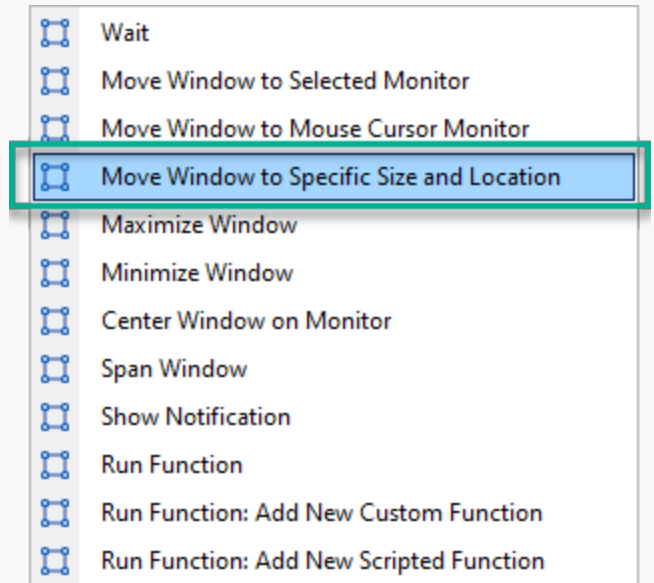 Wait
Move Window to Selected Monitor
Move Window to Mouse Cursor Monitor
Move Window to Specific Size and Location
Maximize Window
Minimize Window
Center Window on Monitor
Span Window
Show Notification
Run Function
Run Function: Add New Custom Function
Run Function: Add New Scripted Function